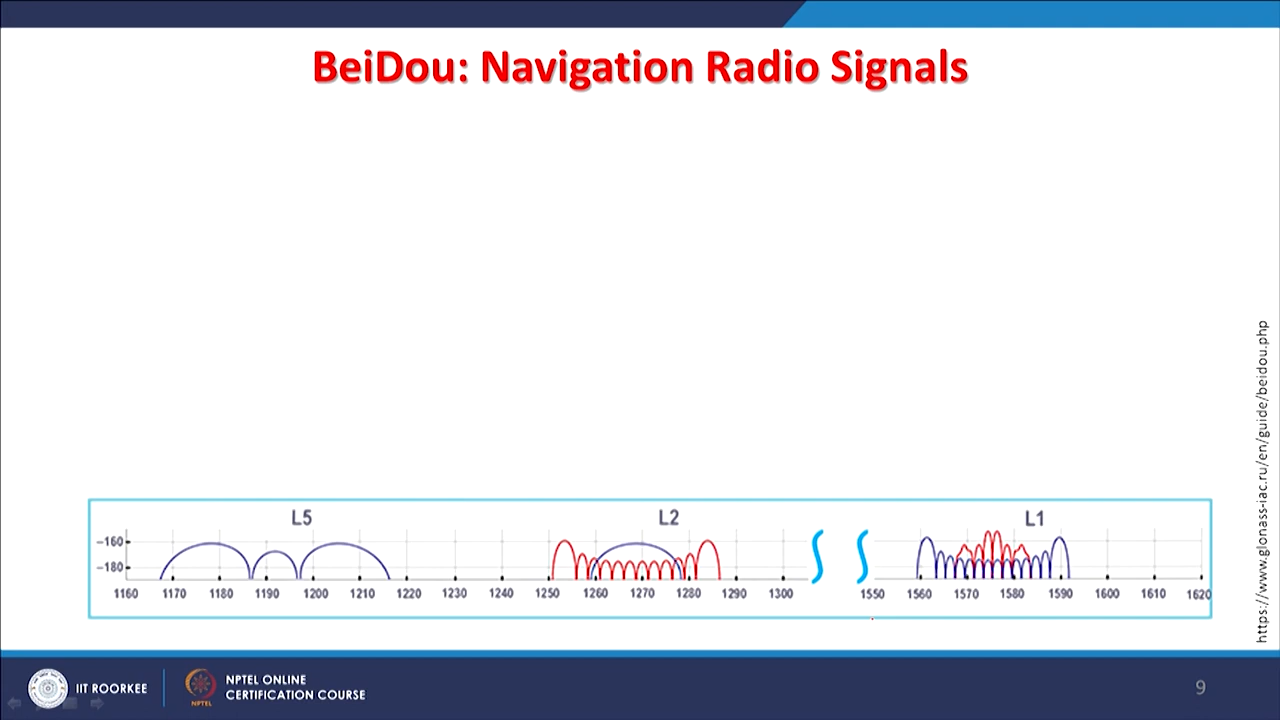 BeiDou: Navigation Radio Signals
https://www.glonass-iac.ru/en/guide/beidou.php
L5 L2 L1
−160
−180
1160 1170 1180 1190 1200 1210 1220 1230 1240 1250 1260 1270 1280 1290 1300 1550 1560 1570 1580 1590 1600 1610 1620
IIT ROORKEE
NPTEL
NPTEL ONLINE
CERTIFICATION COURSE
9